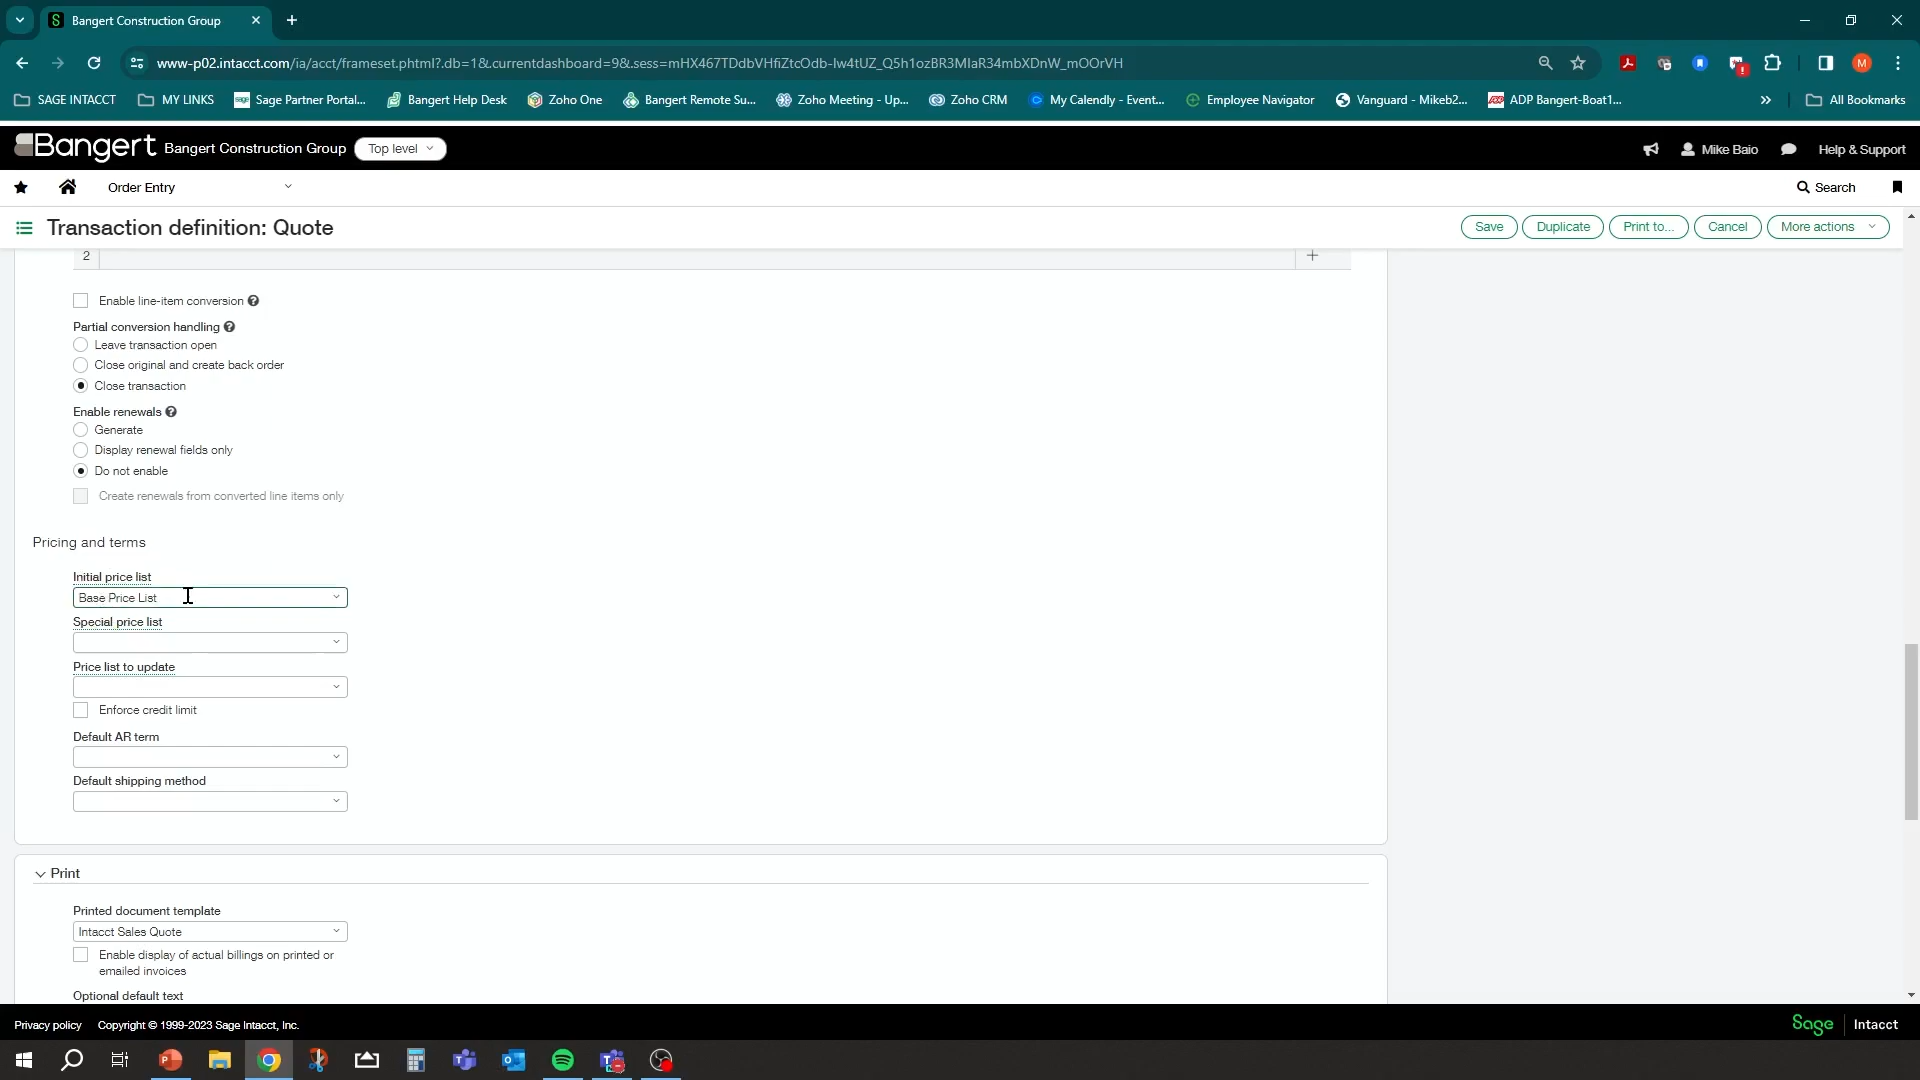 Bangert Construction Group
www-p02.intacct.com/ia/acct/frameset.phtml?.db=1&.currentdashboard=9&.sess=mHX467TDdbVHfiZtcOdb-Iw4tUZ_Q5h1ozBR3MIaR34mbXDnW_mOOrVH
SAGE INTACCT
MY LINKS
Sage Partner Portal...
Bangert Help Desk
Zoho One
Bangert Remote Su...
Zoho Meeting - Up...
Zoho CRM
My Calendly - Event...
Employee Navigator
Vanguard - Mikeb2...
ADP Bangert-Boat1...
All Bookmarks
Bangert
Bangert Construction Group
Top level
Mike Baio
Help & Support
Order Entry
Search
Transaction definition: Quote
Save
Duplicate
Print to...
Cancel
More actions
2
Enable line-item conversion
Partial conversion handling
Leave transaction open
Close original and create back order
Close transaction
Enable renewals
Generate
Display renewal fields only
Do not enable
Create renewals from converted line items only
Pricing and terms
Initial price list
Base Price List
Special price list
Price list to update
Enforce credit limit
Default AR term
Default shipping method
Print
Printed document template
Intacct Sales Quote
Enable display of actual billings on printed or
emailed invoices
Optional default text
Privacy policy
Copyright © 1999-2023 Sage Intacct, Inc.
Sage
Intacct